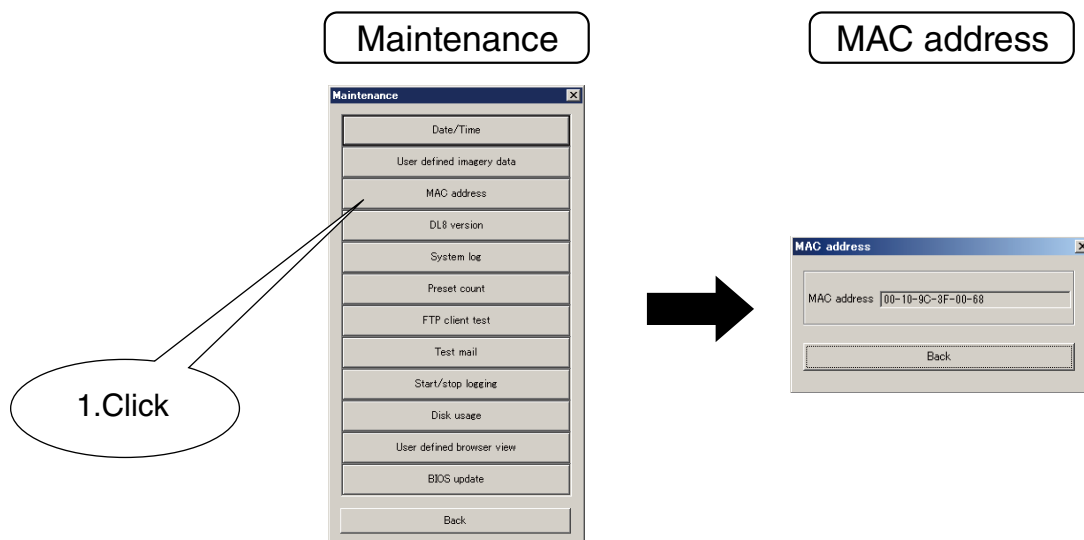 Maintenance
MAC address
Maintenance
Date/Time
User defined imagery data
MAC address
DL8 version
System log
Preset count
FTP client test
Test mail
Start/stop logging
Disk usage
User defined browser view
BIOS update
Back
1.Click
MAC address
MAC address 00-10-9C-3F-00-68
Back